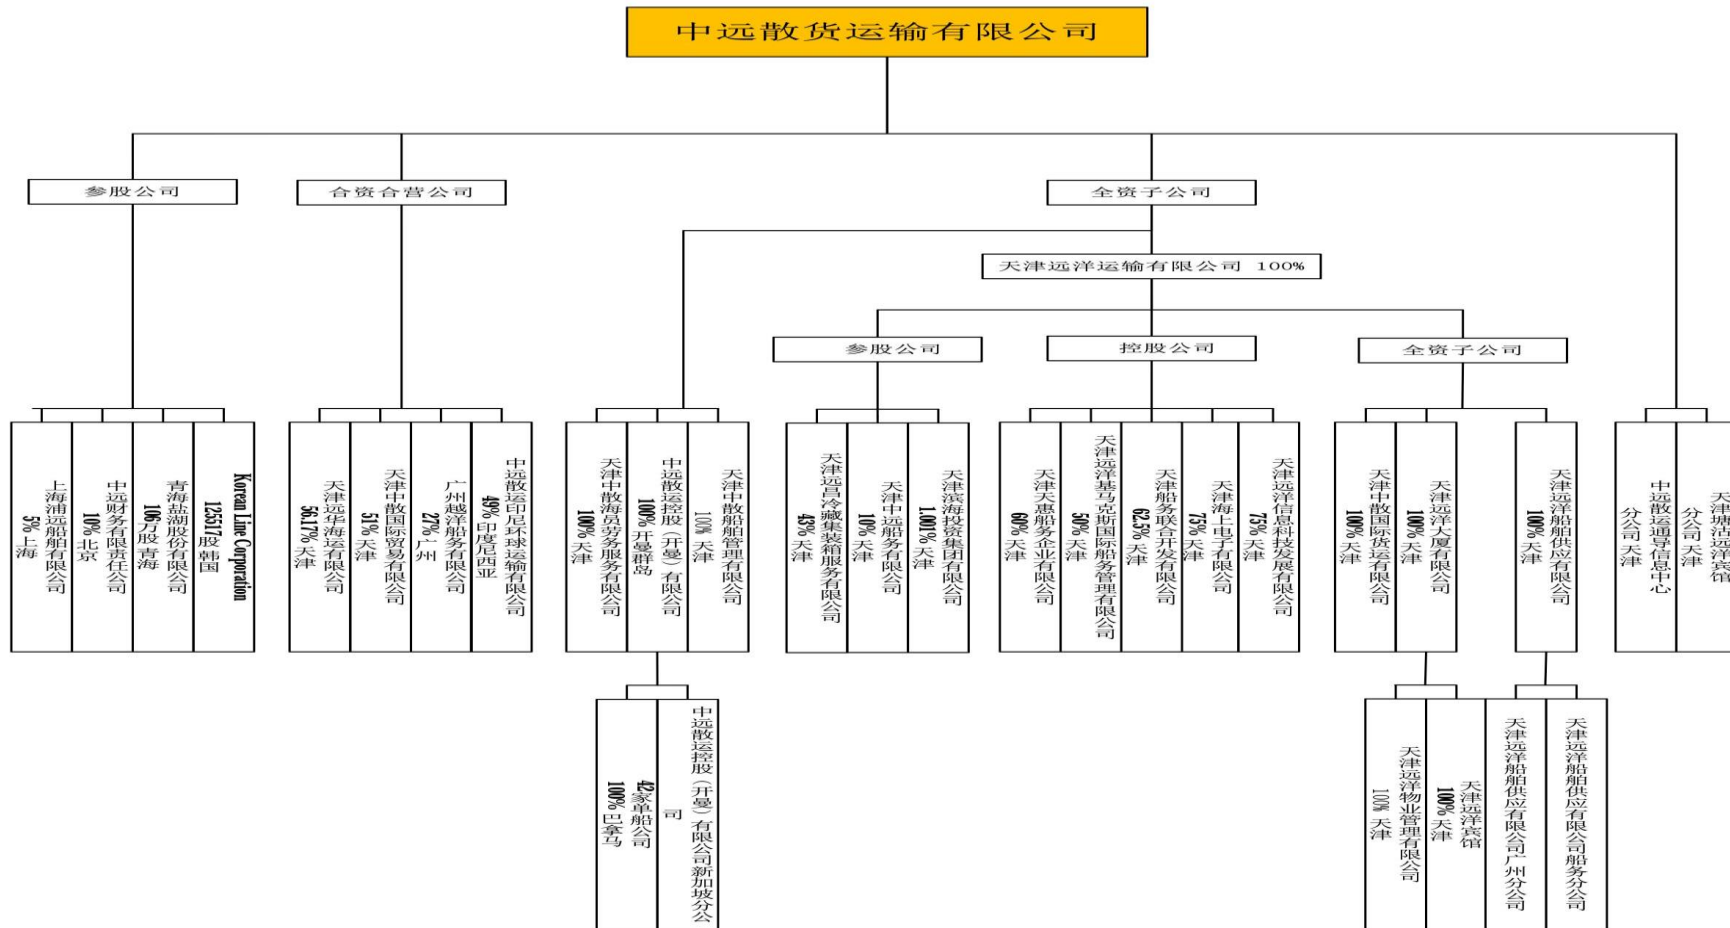 中远散货运输有限公司
参股公司
合资合营公司
全资子公司
天津远洋运输有限公司 100%
参股公司
控股公司
全资子公司
上海浦远船舶有限公司
5% 上海
中远财务有限责任公司
10% 北京
青海盐湖股份有限公司
106万股 青海
Korean Line Corporation
125517股 韩国
天津远华海运有限公司
56.17% 天津
天津中散国际贸易有限公司
51% 天津
广州越洋船务有限公司
27% 广州
中远散运印尼环球运输有限公司
49% 印度尼西亚
天津中散海员劳务服务有限公司
100% 天津
中远散运控股（开曼）有限公司
100% 开曼群岛
天津中散船舶管理有限公司
100% 天津
天津远昌冷藏集装箱服务有限公司
43% 天津
天津中远船务有限公司
10% 天津
天津滨海投资集团有限公司
1.001% 天津
天津天惠船务企业有限公司
60% 天津
天津远洋基马克斯国际船务管理有限公司
50% 天津
天津船务联合开发有限公司
62.5% 天津
天津海上电子有限公司
75% 天津
天津远洋信息科技发展有限公司
75% 天津
天津中散国际货运有限公司
100% 天津
天津远洋大厦有限公司
100% 天津
天津远洋船舶供应有限公司
100% 天津
中远散运通导信息中心
分公司 天津
天津塘沽远洋宾馆
分公司 天津
42家单船公司
100% 巴拿马
中远散运控股（开曼）有限公司新加坡分公
司
天津远洋物业管理有限公司
100% 天津
天津远洋宾馆
100% 天津
天津远洋船舶供应有限公司广州分公司
天津远洋船舶供应有限公司船务分公司